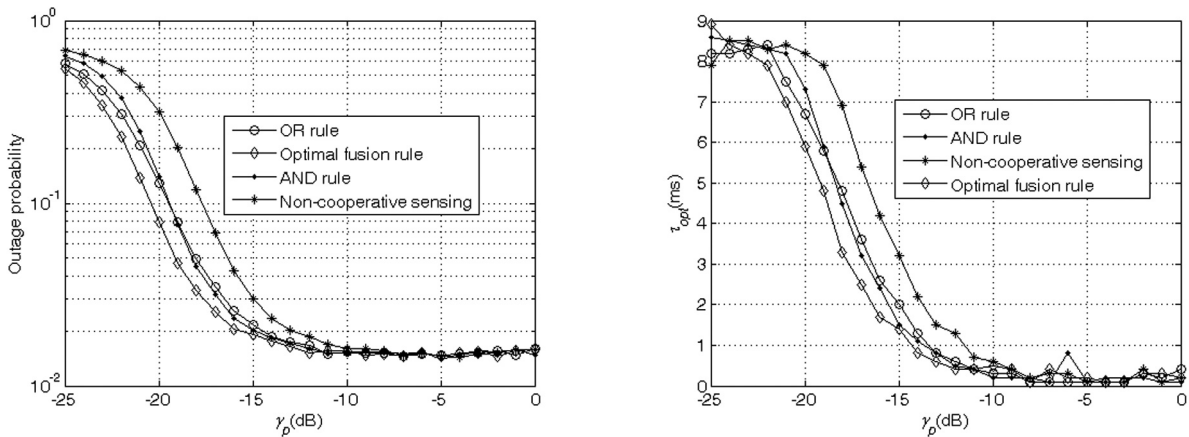 10^0
10^-1
10^-2
Outage probability
OR rule
Optimal fusion rule
AND rule
Non-cooperative sensing
-25 -20 -15 -10 -5 0
γp(dB)
9
8
7
6
5
4
3
2
1
0
τopt(ms)
OR rule
AND rule
Non-cooperative sensing
Optimal fusion rule
-25 -20 -15 -10 -5 0
γp(dB)